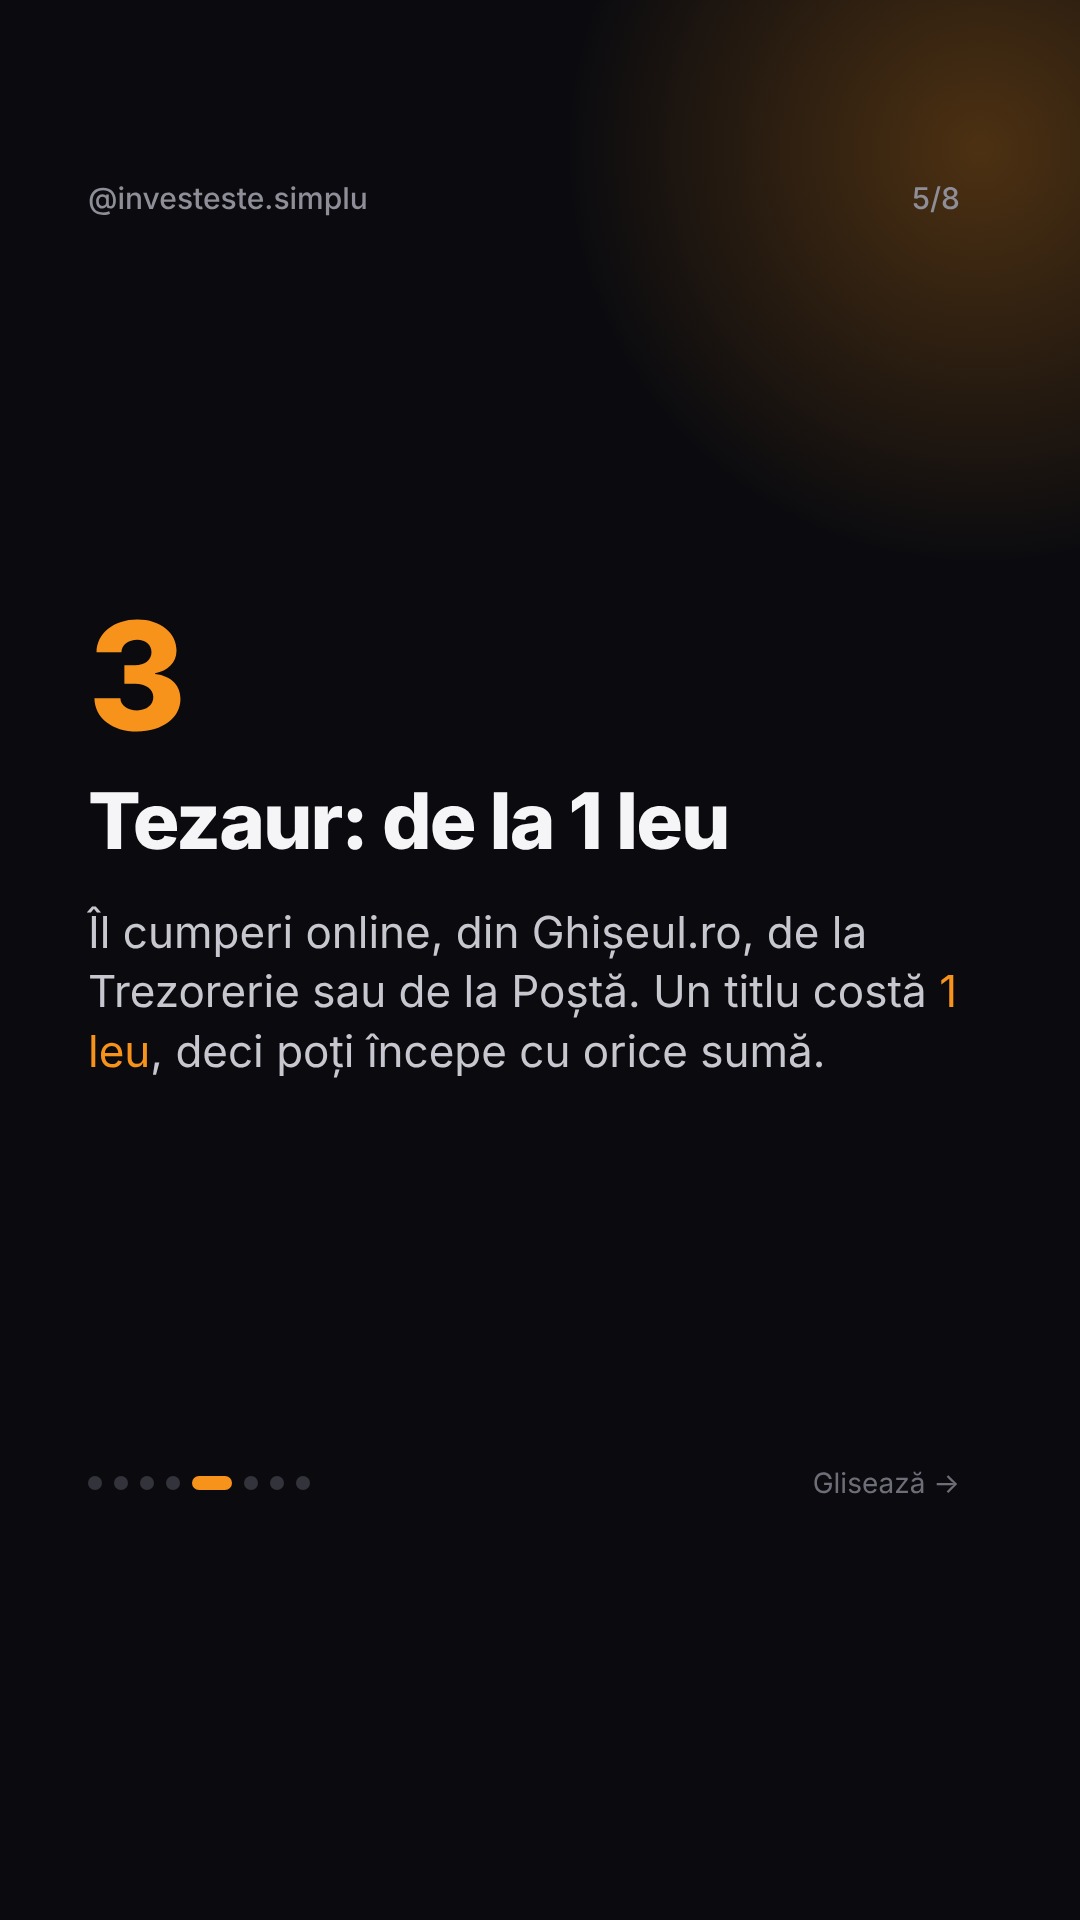 @investeste.simplu
5/8
3
Tezaur: de la 1 leu
Îl cumperi online, din Ghișeul.ro, de la
Trezorerie sau de la Poștă. Un titlu costă 1
leu, deci poți începe cu orice sumă.
Glisează →